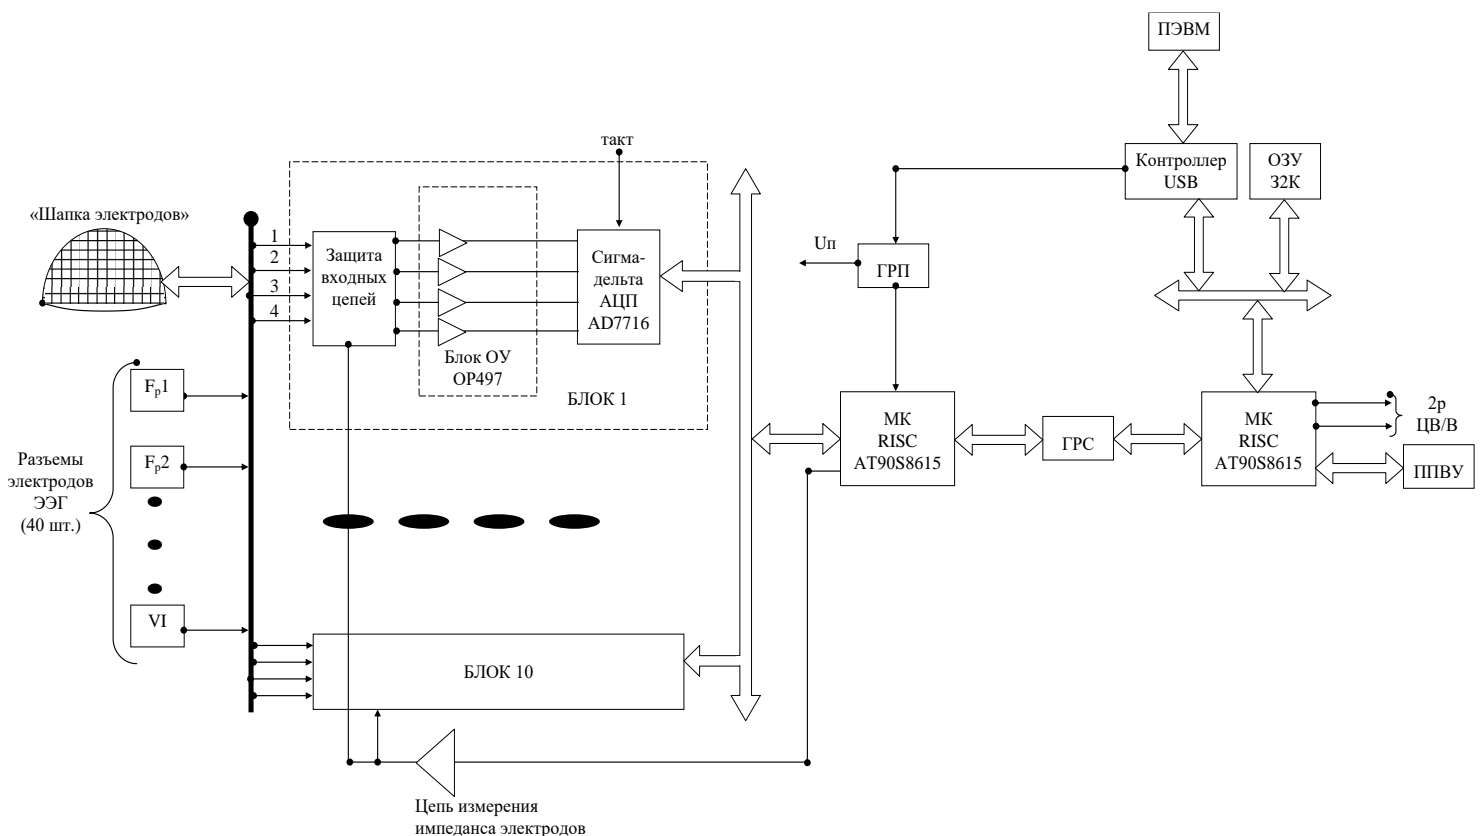 ПЭВМ
такт
Контроллер
USB
ОЗУ
32К
«Шапка электродов»
1
2
3
4
Защита
входных
цепей
Сигма-
дельта
АЦП
AD7716
Uп
ГРП
Блок ОУ
OP497
БЛОК 1
Fр1
Fр2
VI
Разъемы
электродов
ЭЭГ
(40 шт.)
МК
RISC
AT90S8615
ГРС
МК
RISC
AT90S8615
2р
ЦВ/В
ППВУ
БЛОК 10
Цепь измерения
импеданса электродов